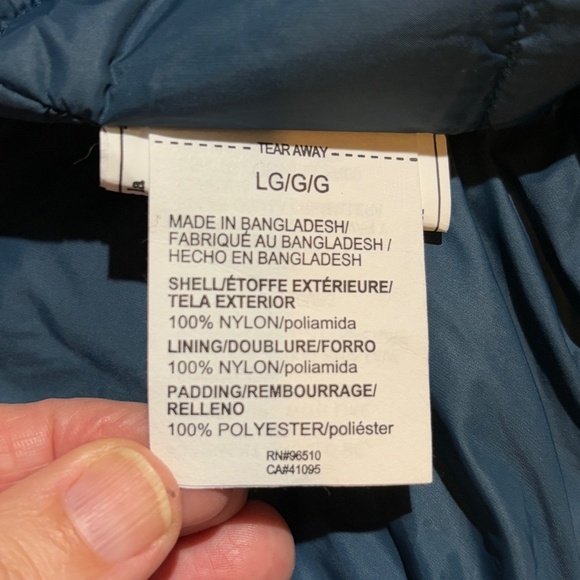 TEAR AWAY
LG/G/G
MADE IN BANGLADESH/
FABRIQUÉ AU BANGLADESH /
HECHO EN BANGLADESH
SHELL/ÉTOFFE EXTÉRIEURE/
TELA EXTERIOR
100% NYLON/poliamida
LINING/DOUBLURE/FORRO
100% NYLON/poliamida
PADDING/REMBOURRAGE/
RELLENO
100% POLYESTER/poliéster
RN#96510
CA#41095